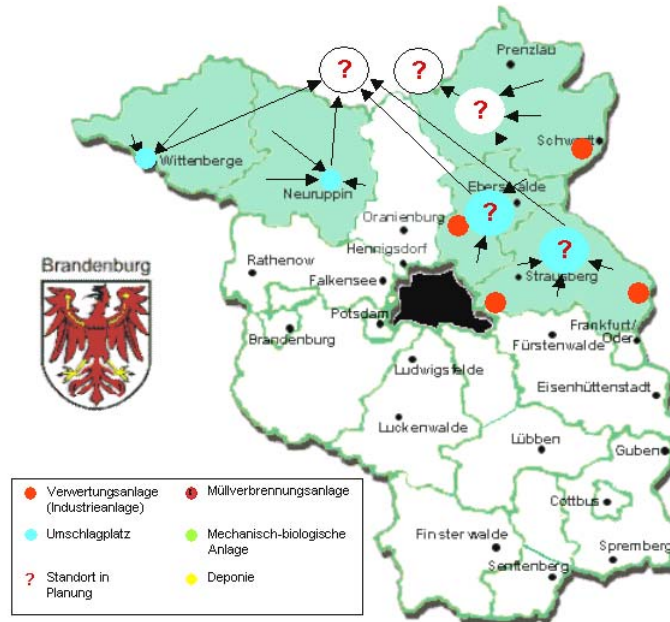 ?
?
Prenzlau
?
Schwedt
Wittenberge
Neuruppin
Eberswalde
?
Oranienburg
?
Hennigsdorf
Rathenow
Falkensee
Strausberg
Brandenburg
Potsdam
Brandenburg
Frankfurt/
Oder
Fürstenwalde
Ludwigsfelde
Eisenhüttenstadt
Luckenwalde
Lübben
Guben
Cottbus
Finsterwalde
Spremberg
Senftenberg
Verwertungsanlage
(Industrieanlage)
Müllverbrennungsanlage
Umschlagplatz
Mechanisch-biologische
Anlage
? Standort in
Planung
Deponie